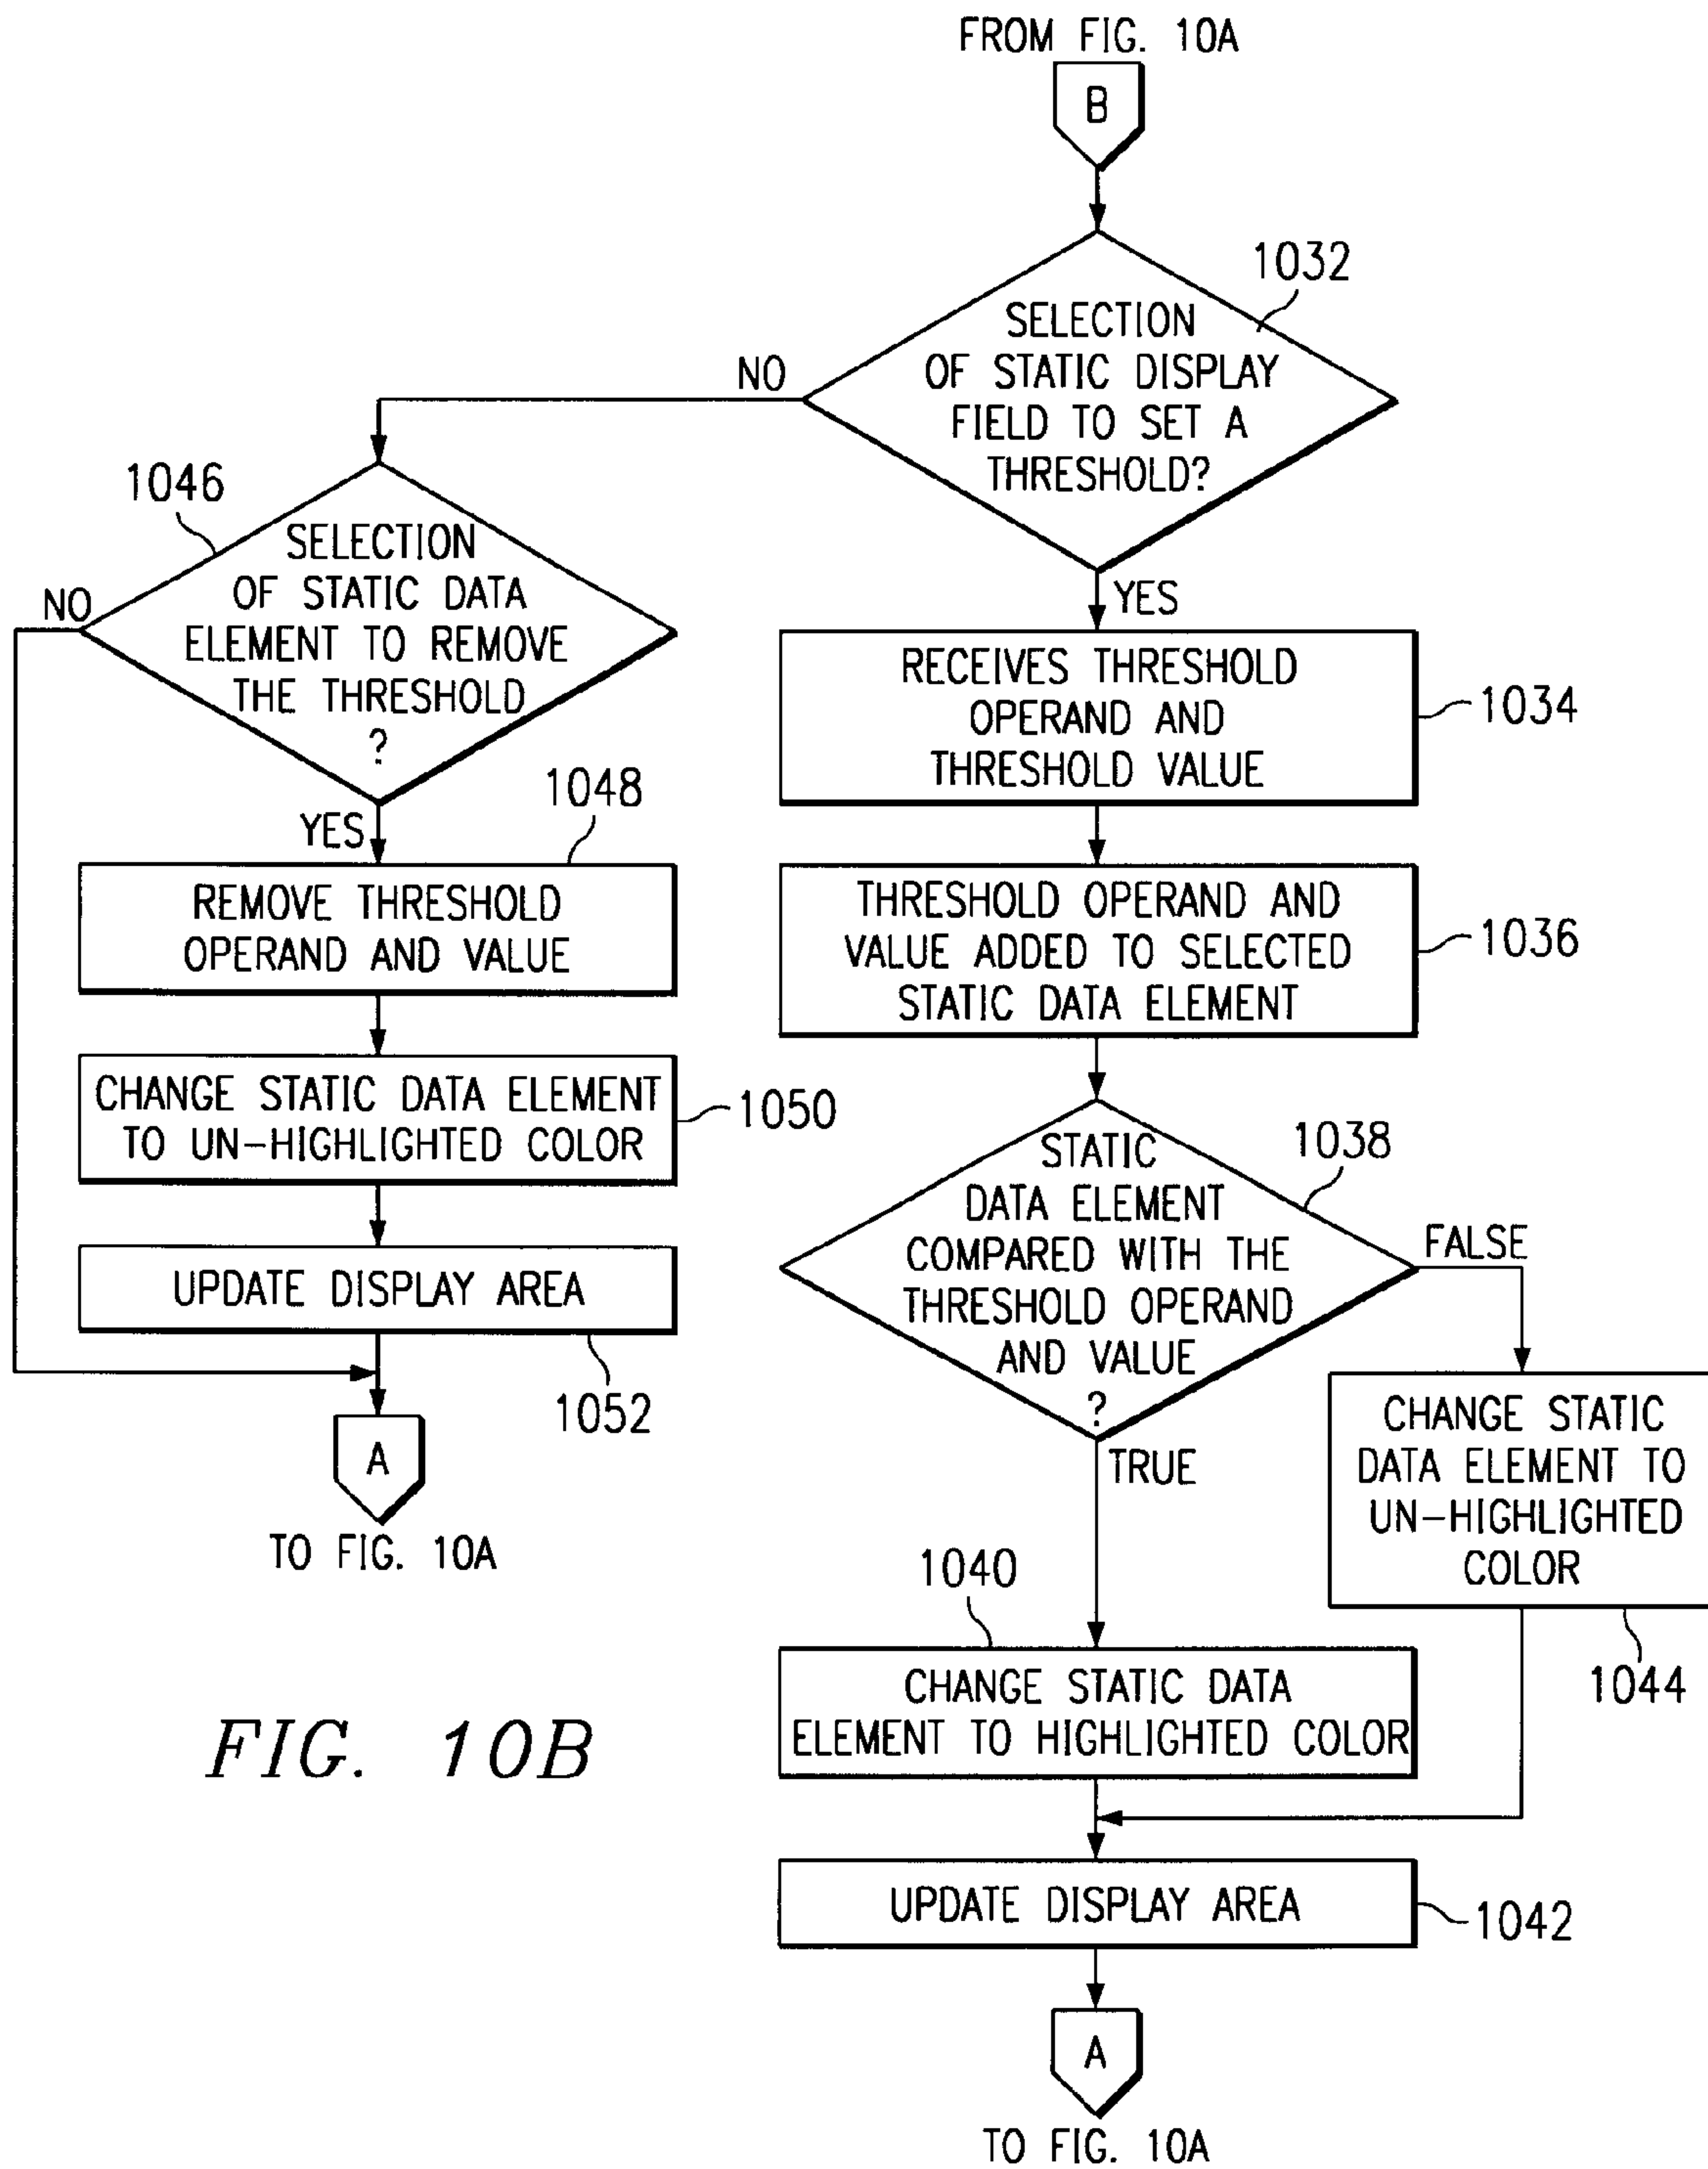 FROM FIG. 10A
B
1032
SELECTION
OF STATIC DISPLAY
FIELD TO SET A
THRESHOLD?
NO
YES
1046
SELECTION
OF STATIC DATA
ELEMENT TO REMOVE
THE THRESHOLD
?
NO
YES
1048
REMOVE THRESHOLD
OPERAND AND VALUE
CHANGE STATIC DATA ELEMENT
TO UN-HIGHLIGHTED COLOR
1050
UPDATE DISPLAY AREA
1052
A
TO FIG. 10A
RECEIVES THRESHOLD
OPERAND AND
THRESHOLD VALUE
1034
THRESHOLD OPERAND AND
VALUE ADDED TO SELECTED
STATIC DATA ELEMENT
1036
1038
STATIC
DATA ELEMENT
COMPARED WITH THE
THRESHOLD OPERAND
AND VALUE
?
FALSE
TRUE
CHANGE STATIC
DATA ELEMENT TO
UN-HIGHLIGHTED
COLOR
1044
1040
CHANGE STATIC DATA
ELEMENT TO HIGHLIGHTED COLOR
UPDATE DISPLAY AREA
1042
A
TO FIG. 10A
FIG. 10B